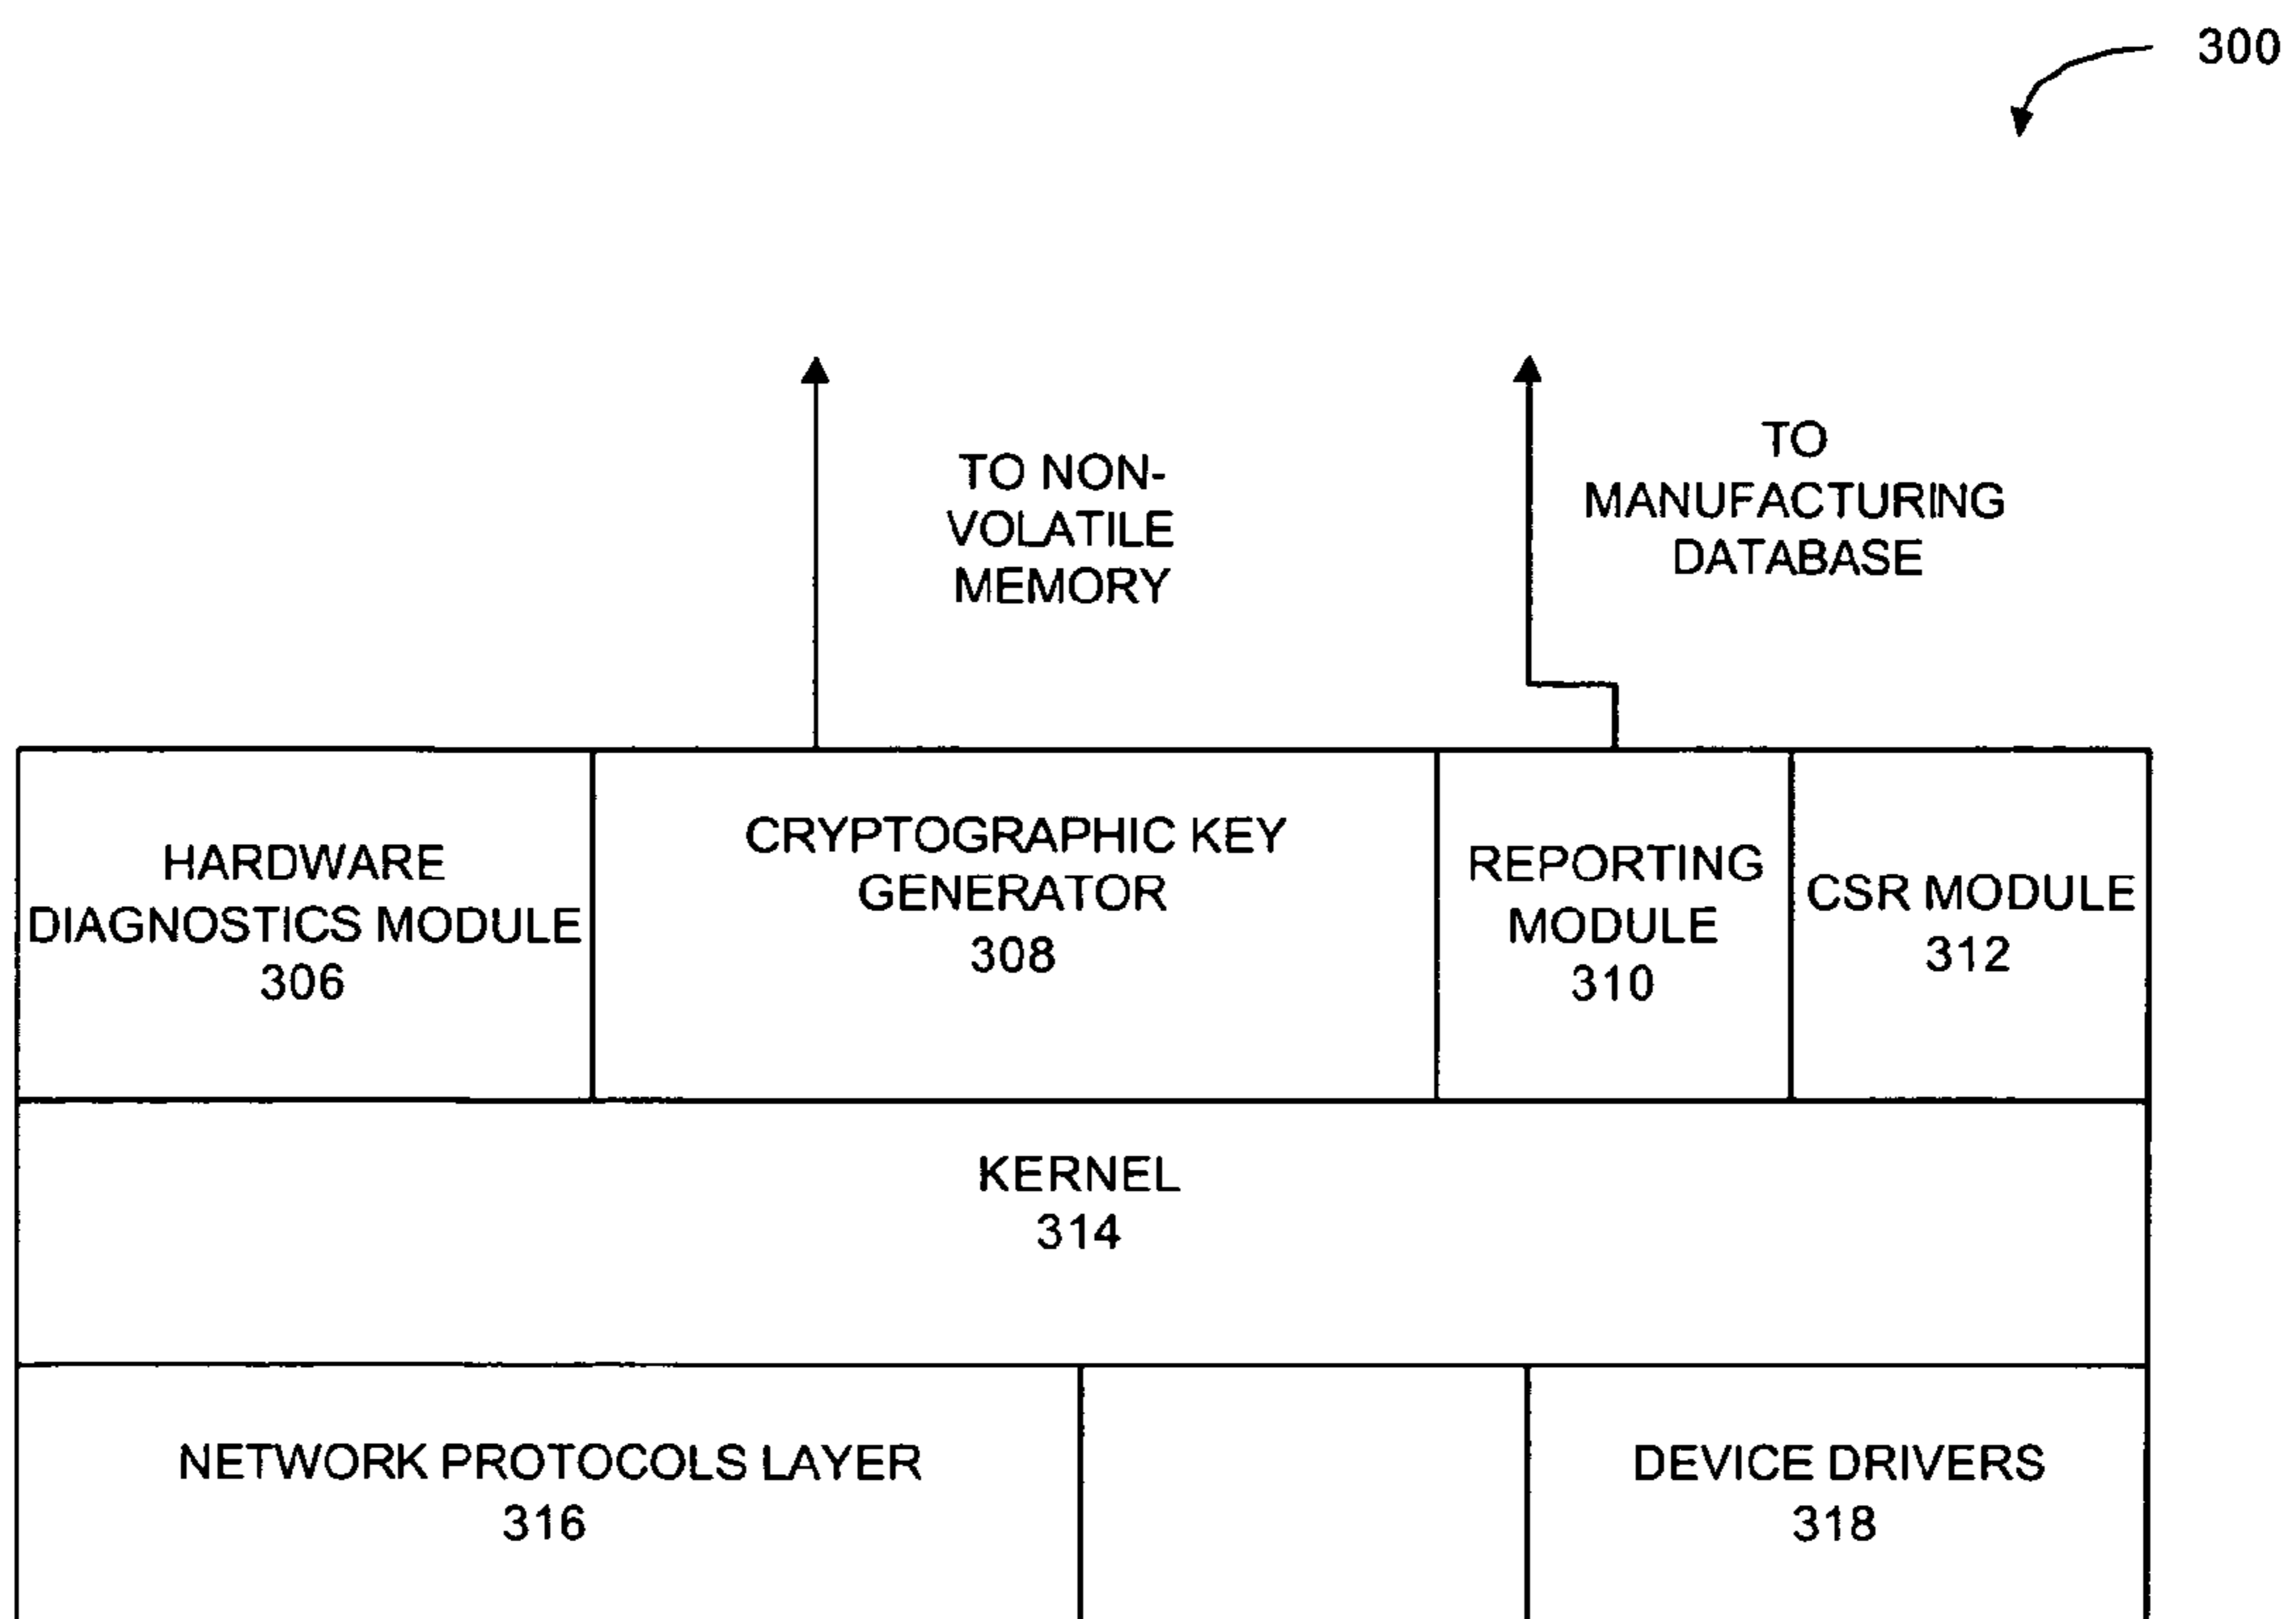 300
TO NON-
VOLATILE
MEMORY
TO
MANUFACTURING
DATABASE
HARDWARE
DIAGNOSTICS MODULE
306
CRYPTOGRAPHIC KEY
GENERATOR
308
REPORTING
MODULE
310
CSR MODULE
312
KERNEL
314
NETWORK PROTOCOLS LAYER
316
DEVICE DRIVERS
318